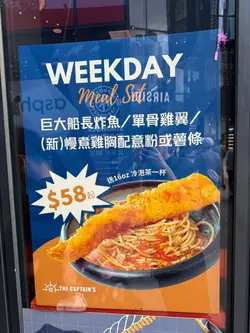 WEEKDAY
Meal Set
巨大船長炸魚/單骨雞翼/
(新)慢煮雞胸配意粉或薯條
$58起
送16oz 冷泡茶一杯
THE CAPTAIN'S